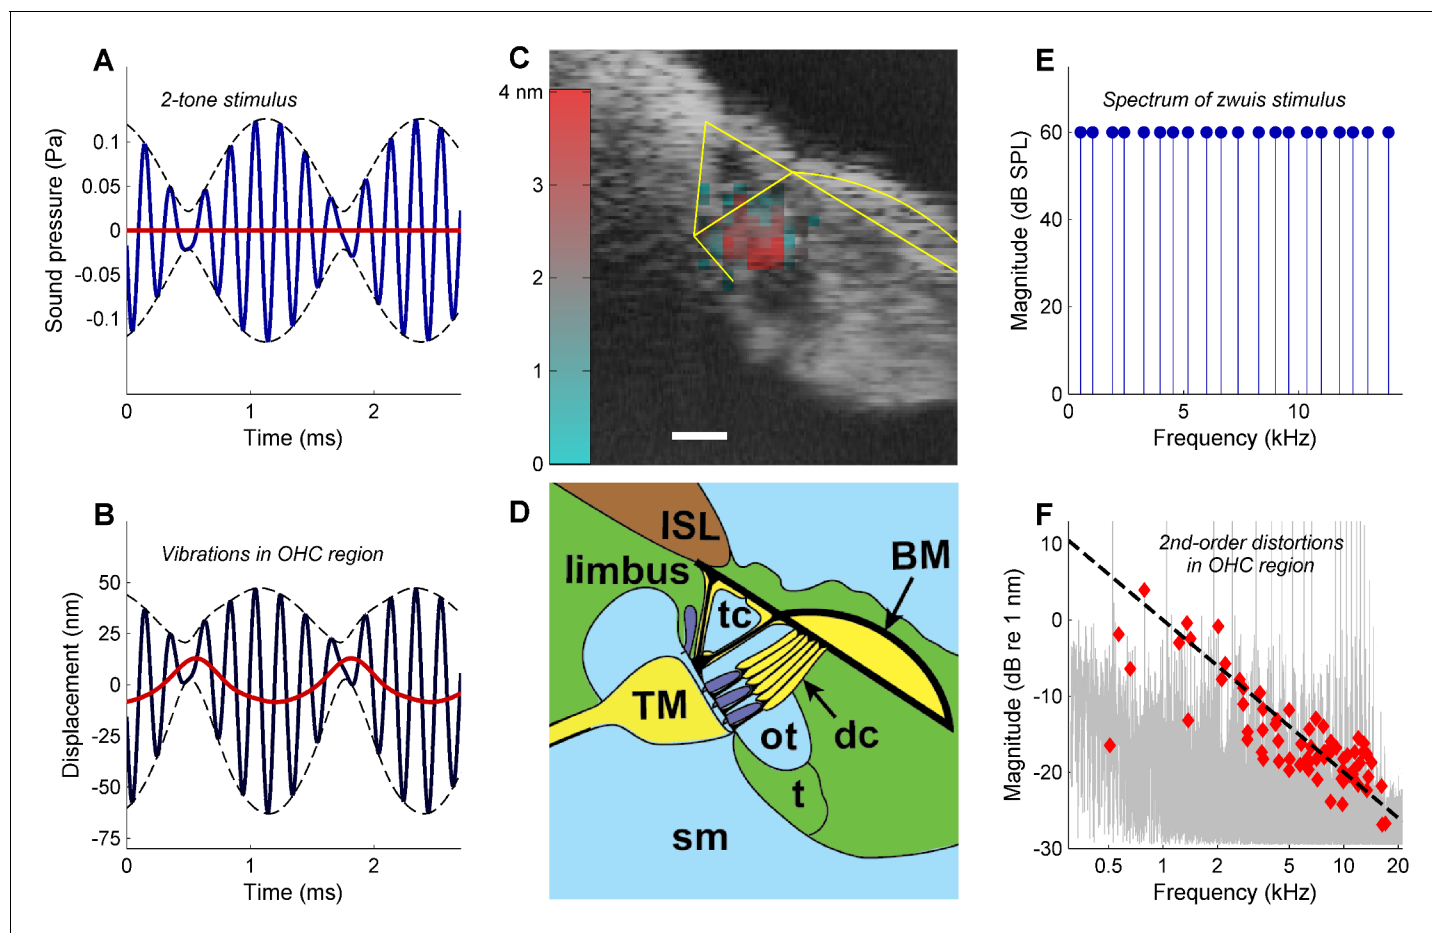 A
2-tone stimulus
Sound pressure (Pa)
0.1
0.05
0
-0.05
-0.1
0
1
2
Time (ms)
B
Vibrations in OHC region
Displacement (nm)
50
25
0
-25
-50
-75
0
1
2
Time (ms)
C
4 nm
3
2
1
0
D
ISL
limbus
BM
tc
TM
ot
dc
t
sm
E
Spectrum of zwuis stimulus
Magnitude (dB SPL)
60
40
20
0
0
5
10
Frequency (kHz)
F
2nd-order distortions
in OHC region
Magnitude (dB re 1 nm)
10
0
-10
-20
-30
0.5
1
2
5
10
20
Frequency (kHz)